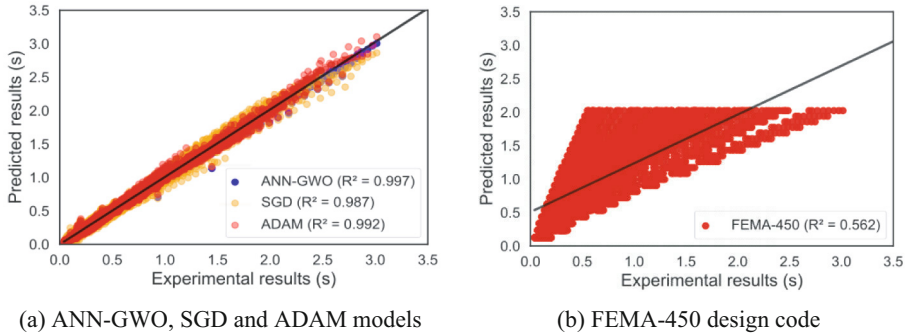 3.5
3.0
2.5
2.0
1.5
1.0
0.5
0.0
Predicted results (s)
ANN-GWO (R² = 0.997)
SGD (R² = 0.987)
ADAM (R² = 0.992)
0.0 0.5 1.0 1.5 2.0 2.5 3.0 3.5
Experimental results (s)
(a) ANN-GWO, SGD and ADAM models
3.5
3.0
2.5
2.0
1.5
1.0
0.5
0.0
Predicted results (s)
FEMA-450 (R² = 0.562)
0.0 0.5 1.0 1.5 2.0 2.5 3.0 3.5
Experimental results (s)
(b) FEMA-450 design code